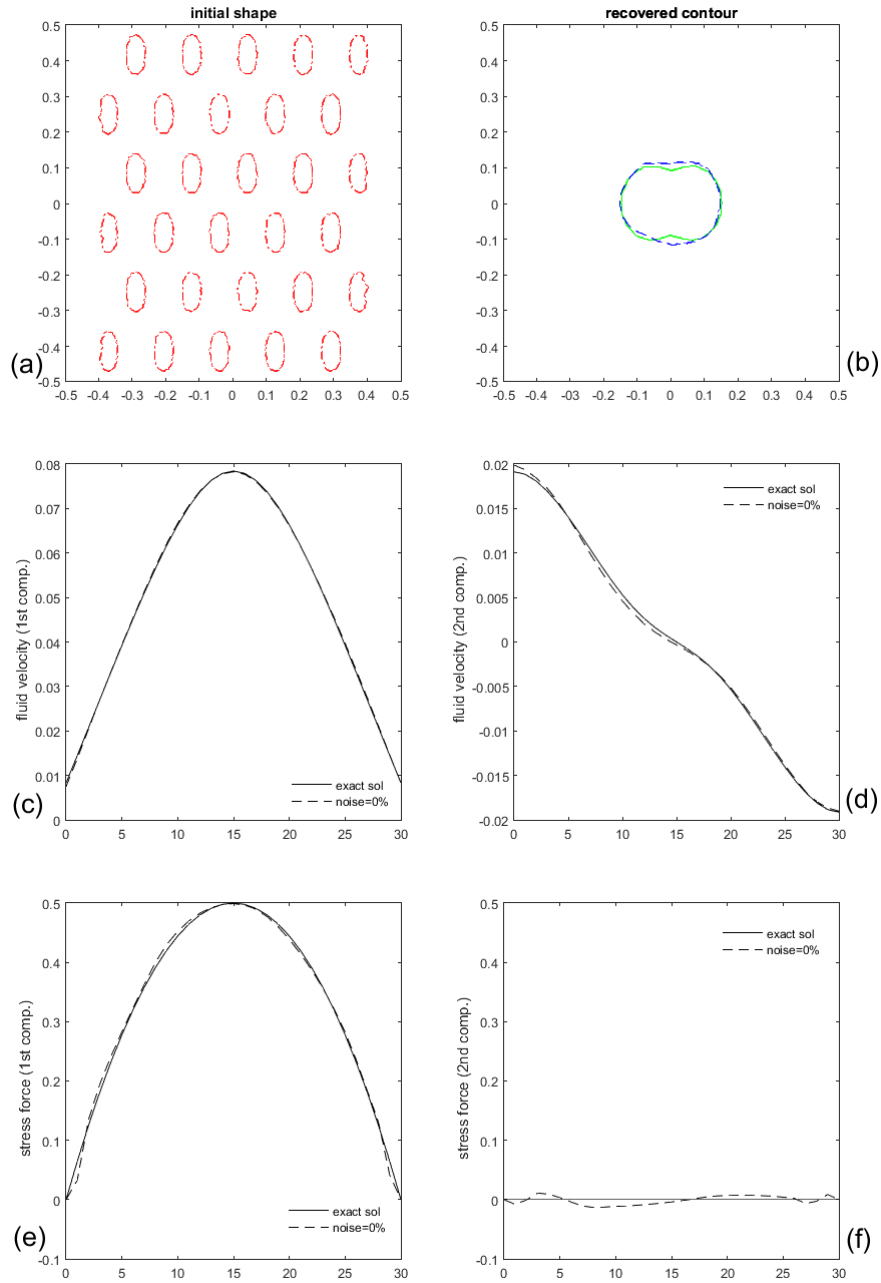 initial shape
recovered contour
0.5
0.4
0.3
0.2
0.1
0
-0.1
-0.2
-0.3
0.4
-0.5
-0.5 -0.4 -0.3 -0.2 -0.1 0 0.1 0.2 0.3 0.4 0.5
(a)
0.5
0.4
0.3
0.2
0.1
0
-0.1
-0.2
-0.3
-0.4
-0.5
-0.5 -0.4 -0.3 -0.2 -0.1 0 0.1 0.2 0.3 0.4 0.5
(b)
fluid velocity (1st comp.)
0.08
0.07
0.06
0.05
0.04
0.03
0.02
0.01
0
0 5 10 15 20 25 30
exact sol
noise=0%
(c)
fluid velocity (2nd comp.)
0.02
0.015
0.01
0.005
0
-0.005
-0.01
-0.015
-0.02
0 5 10 15 20 25 30
exact sol
noise=0%
(d)
stress force (1st comp.)
0.5
0.4
0.3
0.2
0.1
0
-0.1
0 5 10 15 20 25 30
exact sol
noise=0%
(e)
stress force (2nd comp.)
0.5
0.4
0.3
0.2
0.1
0
-0.1
0 5 10 15 20 25 30
exact sol
noise=0%
(f)